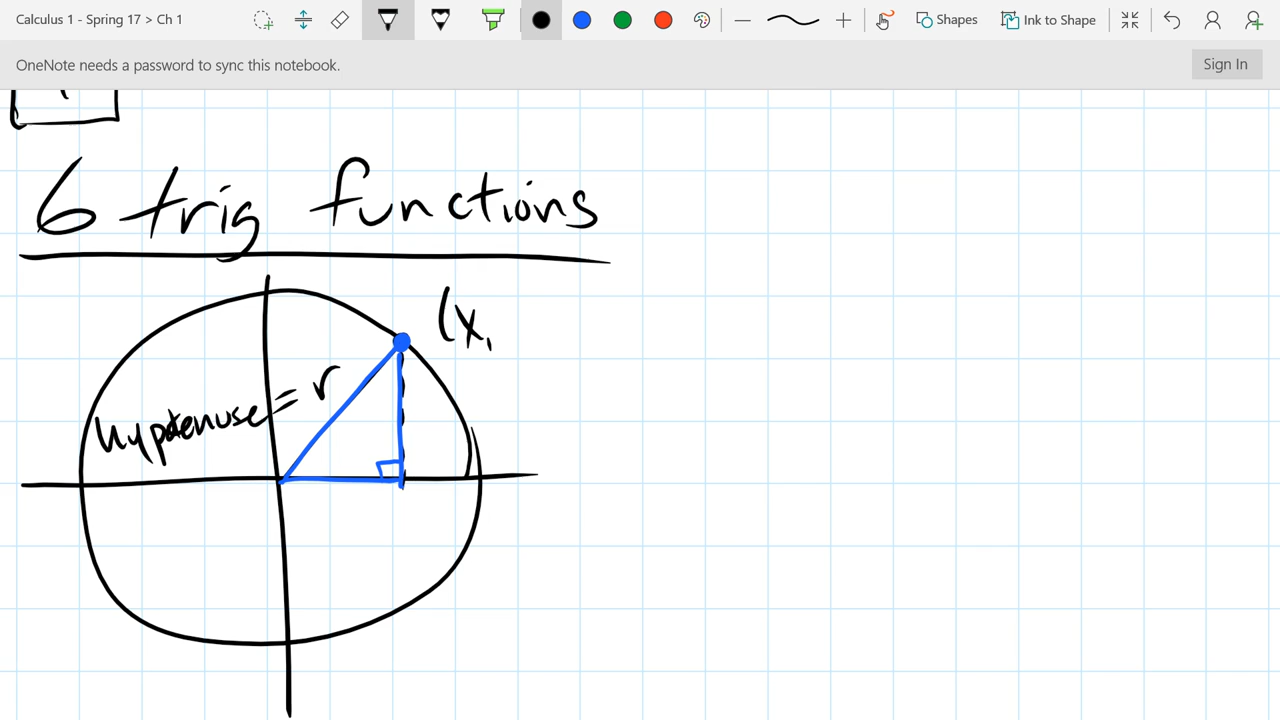 Calculus 1 - Spring 17 > Ch 1
Shapes
Ink to Shape
OneNote needs a password to sync this notebook.
Sign In
6 trig functions
(x,
hypotenuse = r